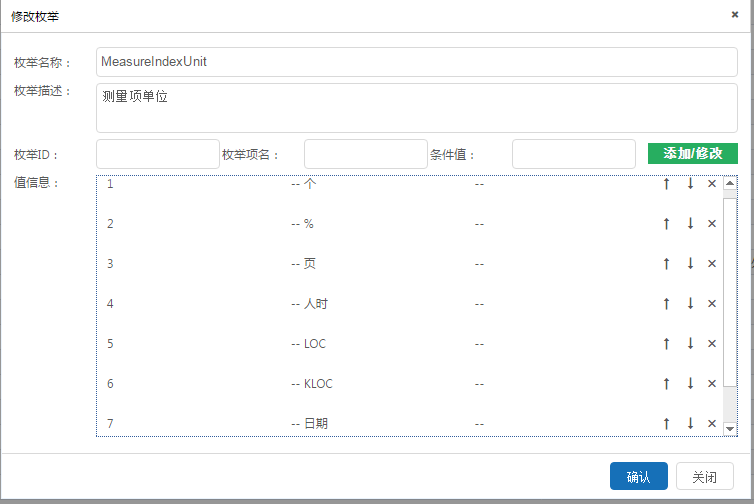 修改枚举
枚举名称： MeasureIndexUnit
枚举描述： 测量项单位
枚举ID： 枚举项名： 条件值： 添加/修改
值信息：
1 -- 个 --
2 -- % --
3 -- 页 --
4 -- 人时 --
5 -- LOC --
6 -- KLOC --
7 -- 日期 --
确认 关闭